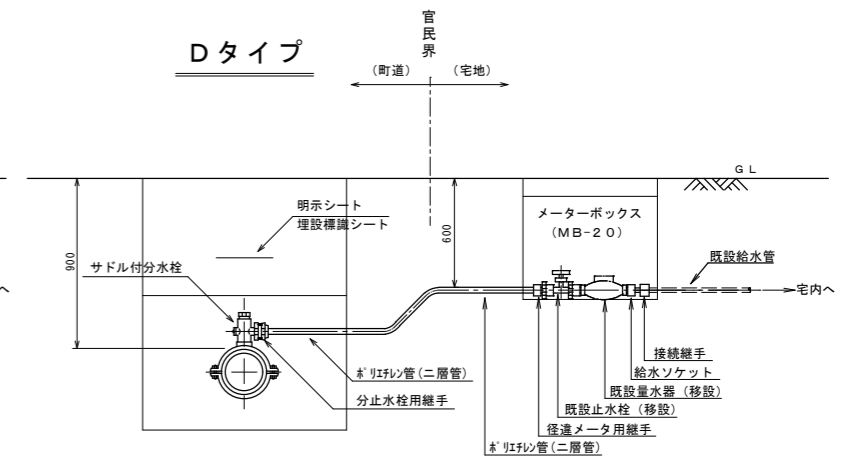 Dタイプ
官民界
(町道)
(宅地)
GL
明示シート
埋設標識シート
900
600
メーターボックス
(MB-20)
サドル付分水栓
既設給水管
へ
宅内へ
接続継手
給水ソケット
ポリエチレン管(二層管)
既設量水器(移設)
分止水栓用継手
既設止水栓(移設)
径違メータ用継手
ポリエチレン管(二層管)